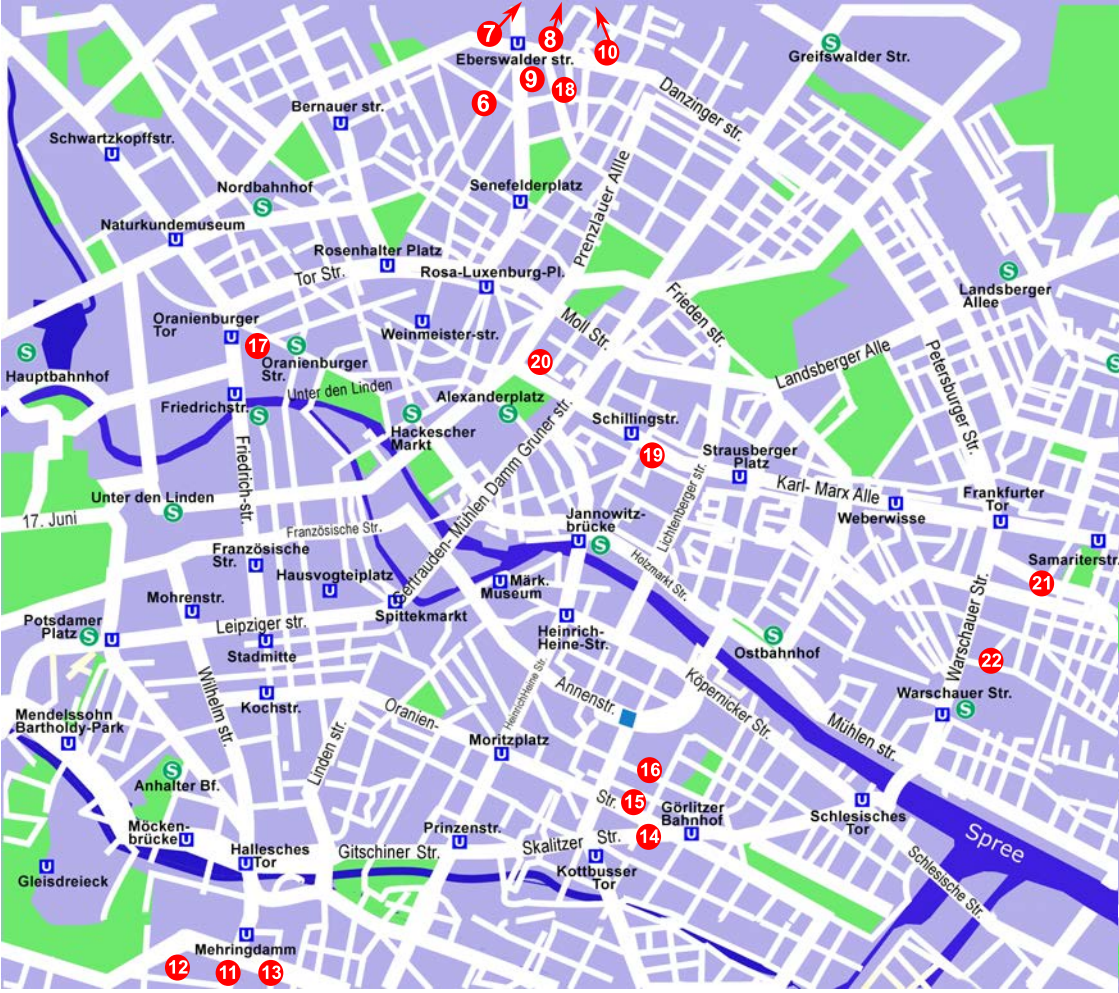 7
8
10
Eberswalder str.
Greifswalder Str.
9
18
6
Danzinger str.
Bernauer str.
Schwartzkopffstr.
Prenzlauer Allle
Nordbahnhof
Senefelderplatz
Naturkundemuseum
Rosenhalter Platz
Tor Str.
Rosa-Luxenburg-Pl.
Frieden str.
Landsberger
Allee
Oranienburger
Tor
Weinmeister-str.
Moll Str.
17
20
Oranienburger
Str.
Landsberger Alle
Petersburger Str.
Hauptbahnhof
Unter den Linden
Friedrichstr.
Alexanderplatz
Hackescher
Markt
Schillingstr.
19
Strausberger
Platz
Friedrich-str.
Gertrauden- Mühlen Damm Gruner str.
Lichtenberger str.
Karl- Marx Alle
Weberwisse
Frankfurter
Tor
Unter den Linden
17. Juni
Französische Str.
Jannowitz-
brücke
Holzmarkt Str.
Samariterstr.
21
Französische
Str.
Hausvogteiplatz
Märk.
Museum
Mohrenstr.
Spittekmarkt
Leipziger str.
Potsdamer
Platz
Stadmitte
Heinrich-
Heine-Str.
Ostbahnhof
Warschauer Str.
22
Warschauer Str.
Wilhelm str.
Kochstr.
HeinrichHeine Str.
Annenstr.
Köpernicker Str.
Mühlen str.
Oranien-
Mendelssohn
Bartholdy-Park
Linden str.
Moritzplatz
Anhalter Bf.
16
Str.
15
Görlitzer
Bahnhof
14
Schlesisches
Tor
Möcken-
brücke
Prinzenstr.
Skalitzer Str.
Hallesches
Tor
Gitschiner Str.
Kottbusser
Tor
Spree
Schlesische Str.
Gleisdreieck
Mehringdamm
12
11
13